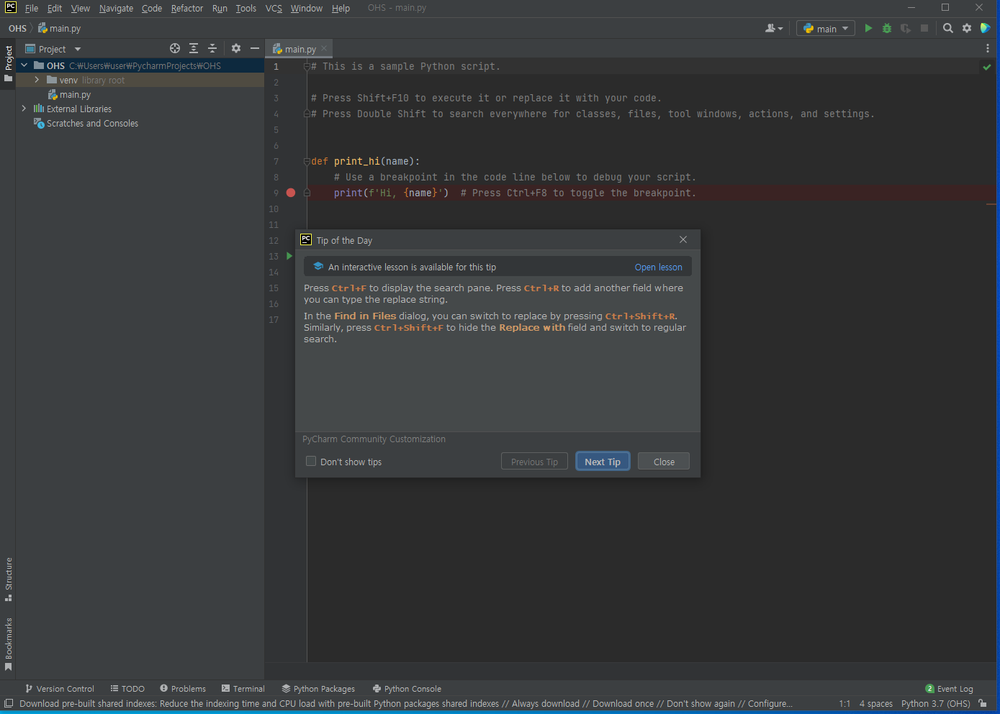 PC File Edit View Navigate Code Refactor Run Tools VCS Window Help OHS - main.py
OHS main.py main
Project Project main.py
OHS C:₩Users₩user₩PycharmProjects₩OHS
venv library root
main.py
External Libraries
Scratches and Consoles
1 # This is a sample Python script.
2
3 # Press Shift+F10 to execute it or replace it with your code.
4 # Press Double Shift to search everywhere for classes, files, tool windows, actions, and settings.
5
6
7 def print_hi(name):
8 # Use a breakpoint in the code line below to debug your script.
9 print(f'Hi, {name}') # Press Ctrl+F8 to toggle the breakpoint.
10
11
12
13
14
15
16
17
PC Tip of the Day
An interactive lesson is available for this tip Open lesson
Press Ctrl+F to display the search pane. Press Ctrl+R to add another field where
you can type the replace string.
In the Find in Files dialog, you can switch to replace by pressing Ctrl+Shift+R.
Similarly, press Ctrl+Shift+F to hide the Replace with field and switch to regular
search.
PyCharm Community Customization
Don't show tips Previous Tip Next Tip Close
Structure
Bookmarks
Version Control TODO Problems Terminal Python Packages Python Console 2 Event Log
Download pre-built shared indexes: Reduce the indexing time and CPU load with pre-built Python packages shared indexes // Always download // Download once // Don't show again // Configure... 1:1 4 spaces Python 3.7 (OHS)